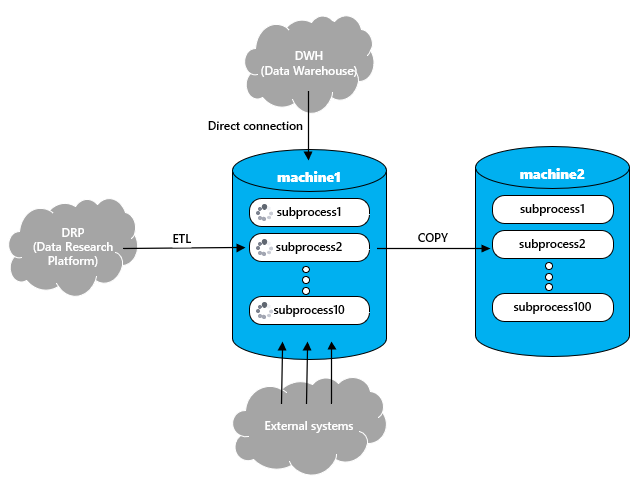 DWH
(Data Warehouse)
Direct connection
machine1
subprocess1
subprocess2
subprocess10
DRP
(Data Research
Platform)
ETL
COPY
machine2
subprocess1
subprocess2
subprocess100
External systems